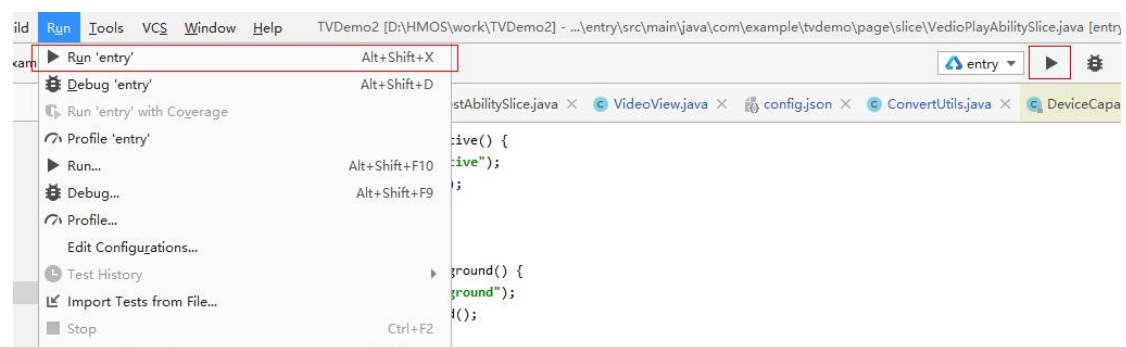 ild Run Tools VCS Window Help TVDemo2 [D:\HMOS\work\TVDemo2] - ...\entry\src\main\java\com\example\tvdemo\page\slice\VedioPlayAbilitySlice.java [entry
xam Run 'entry' Alt+Shift+X entry
Debug 'entry' Alt+Shift+D
Run 'entry' with Coverage stAbilitySlice.java VideoView.java config.json ConvertUtils.java DeviceCapa
Profile 'entry' tive() {
Run... Alt+Shift+F10 tive");
Debug... Alt+Shift+F9 );
Profile...
Edit Configurations...
Test History ground() {
Import Tests from File... ground");
Stop Ctrl+F2 d();